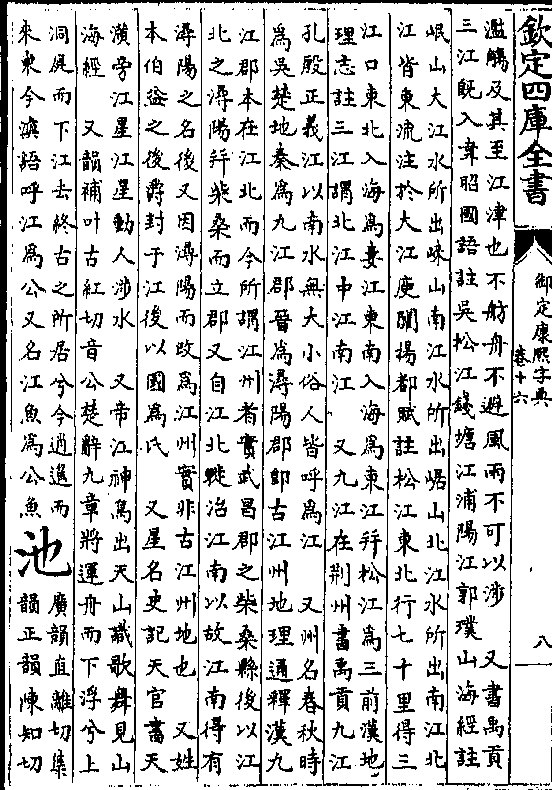 欽定四庫全書
御定康熙字典
卷十六
八
濫觴及其至江津也不舫舟不避風雨不可以涉　又書禹貢
三江既入韋昭國語註吳松江錢塘江浦陽江郭璞山海經註
岷山大江水所出崍山南江水所出崌山北江水所出南江北
江皆東流注於大江庾闡揚都賦註松江東北行七十里得三
江口東北入海為婁江東南入海為東江幷松江為三前漢地
理志註三江謂北江中江南江　又九江在荆州書禹貢九江
孔殷正義江以南水無大小俗人皆呼為江　又州名春秋時
為吳楚地秦為九江郡晉為潯陽郡卽古江州地理通釋漢九
江郡本在江北而今所謂江州者實武昌郡之柴桑縣後以江
北之潯陽幷柴桑而立郡又自江北徙治江南以故江南得有
潯陽之名後又因潯陽而改為江州實非古江州地也　又姓
本伯益之後爵封于江後以國為氏　又星名史記天官書天
潢旁江星江星動人涉水　又帝江神鳥出天山識歌舞見山
海經　又韻補叶古紅切音公楚辭九章將運舟而下浮兮上
洞庭而下江去終古之所居兮今逍遙而
來東今滇語呼江為公又名江魚為公魚
池
廣韻直離切集
韻正韻陳知切